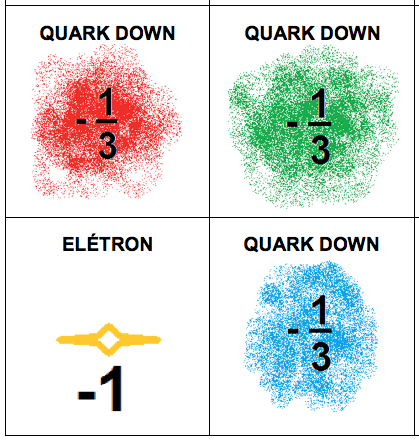 QUARK DOWN
- 1/3
QUARK DOWN
- 1/3
ELÉTRON
-1
QUARK DOWN
- 1/3